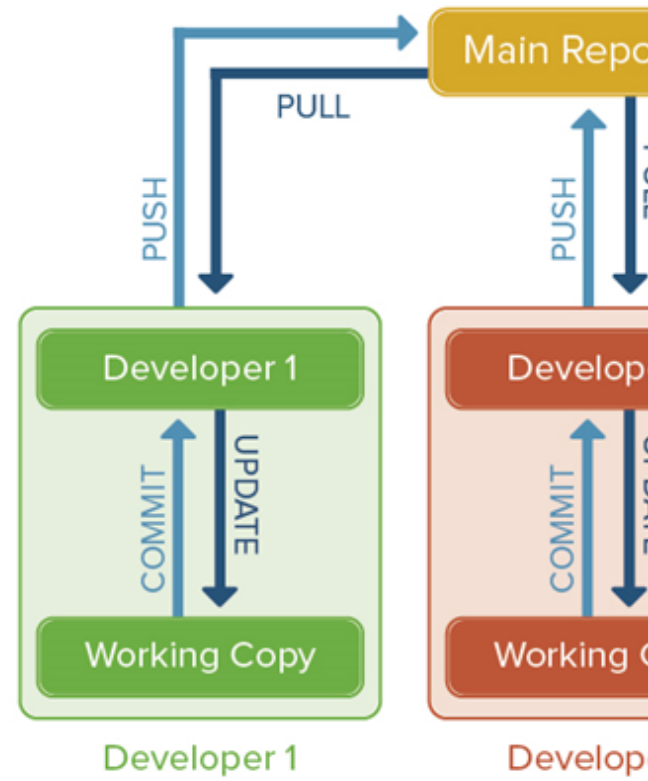 Main Repo
PULL
PUSH
PUSH
Developer 1
Develop
COMMIT
UPDATE
COMMIT
Working Copy
Working
Developer 1
Develop